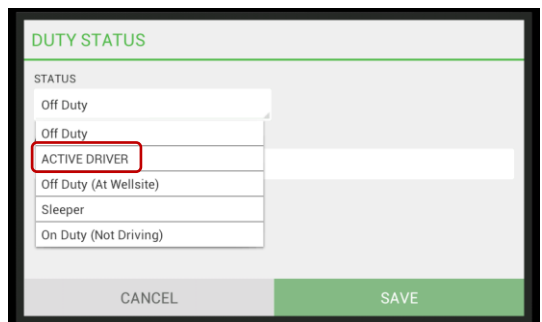 DUTY STATUS
STATUS
Off Duty
Off Duty
ACTIVE DRIVER
Off Duty (At Wellsite)
Sleeper
On Duty (Not Driving)
CANCEL
SAVE